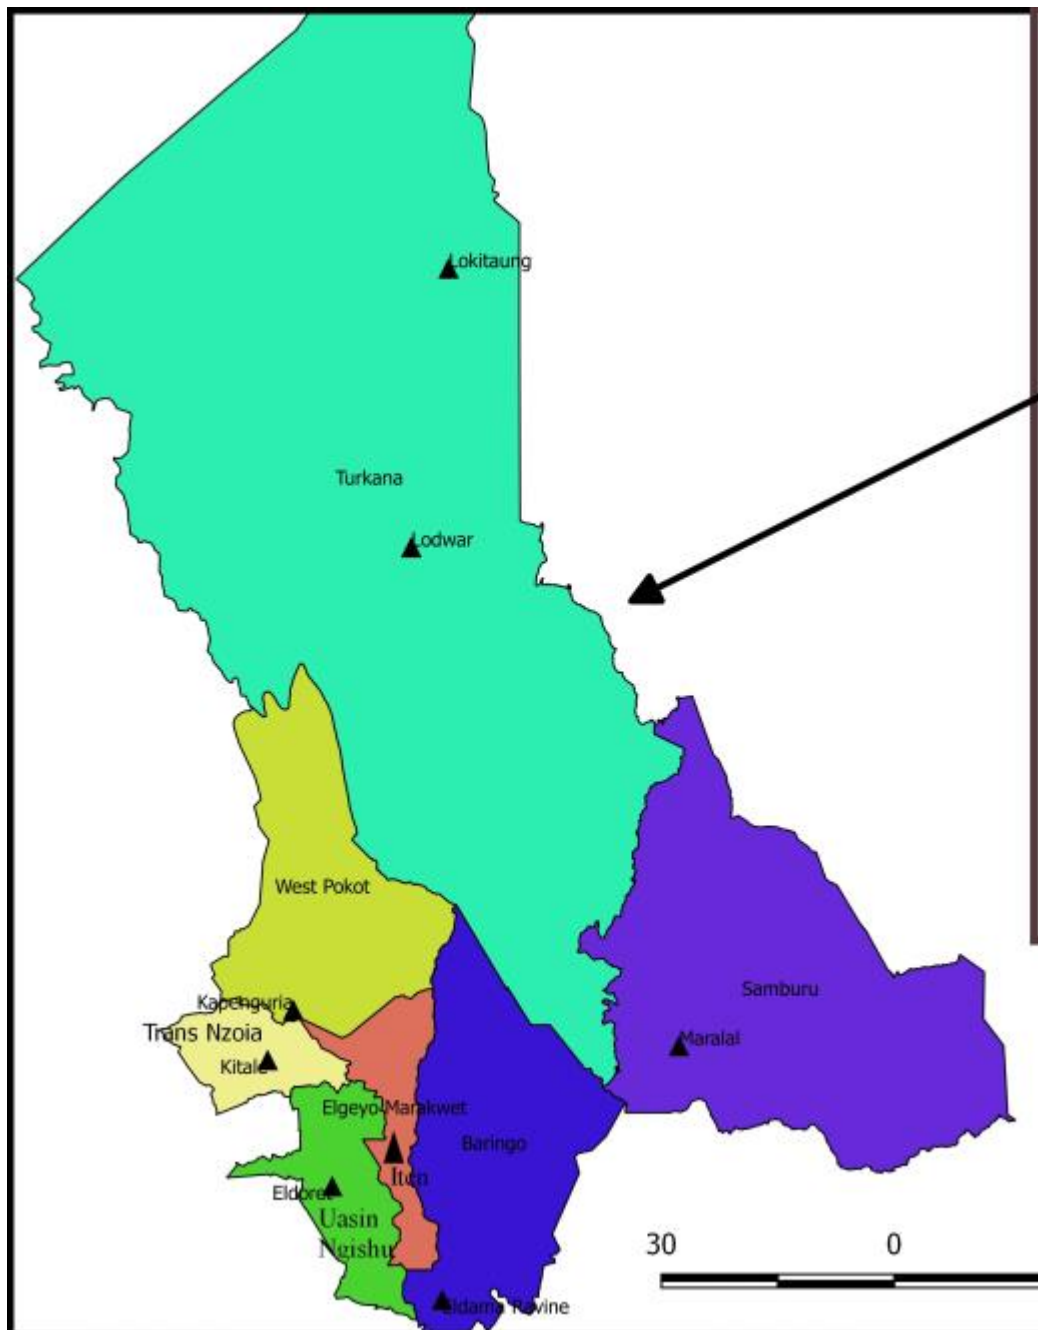 Lokitaung
Turkana
Lodwar
West Pokot
Samburu
Kapenguria
Trans Nzoia
Maralal
Kitale
Elgeyo-Marakwet
Baringo
Iten
Eldoret
Uasin
Ngishu
30 0
Eldama Ravine